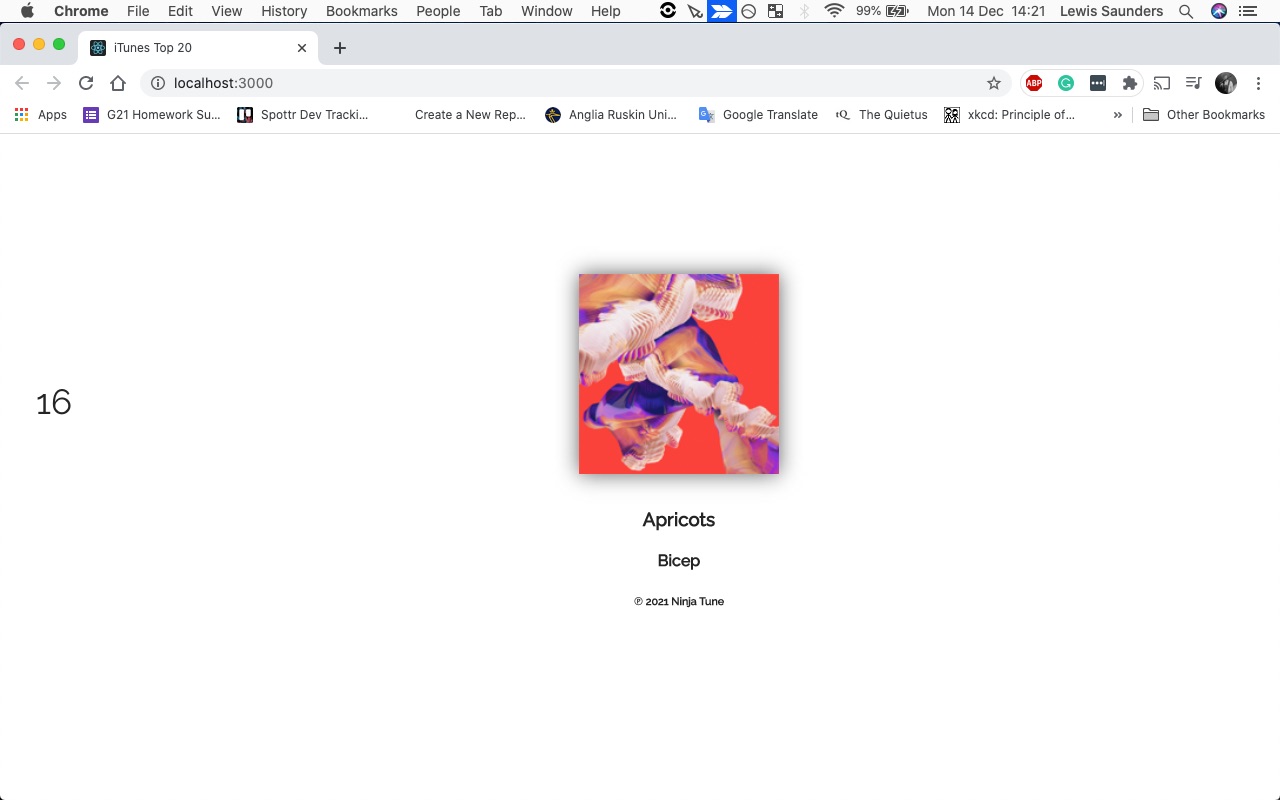 Chrome File Edit View History Bookmarks People Tab Window Help 99% Mon 14 Dec 14:21 Lewis Saunders
iTunes Top 20
localhost:3000 ABP
Apps G21 Homework Su... Spottr Dev Tracki... Create a New Rep... Anglia Ruskin Uni... Google Translate tQ The Quietus xkcd: Principle of... » Other Bookmarks
16
Apricots
Bicep
℗ 2021 Ninja Tune